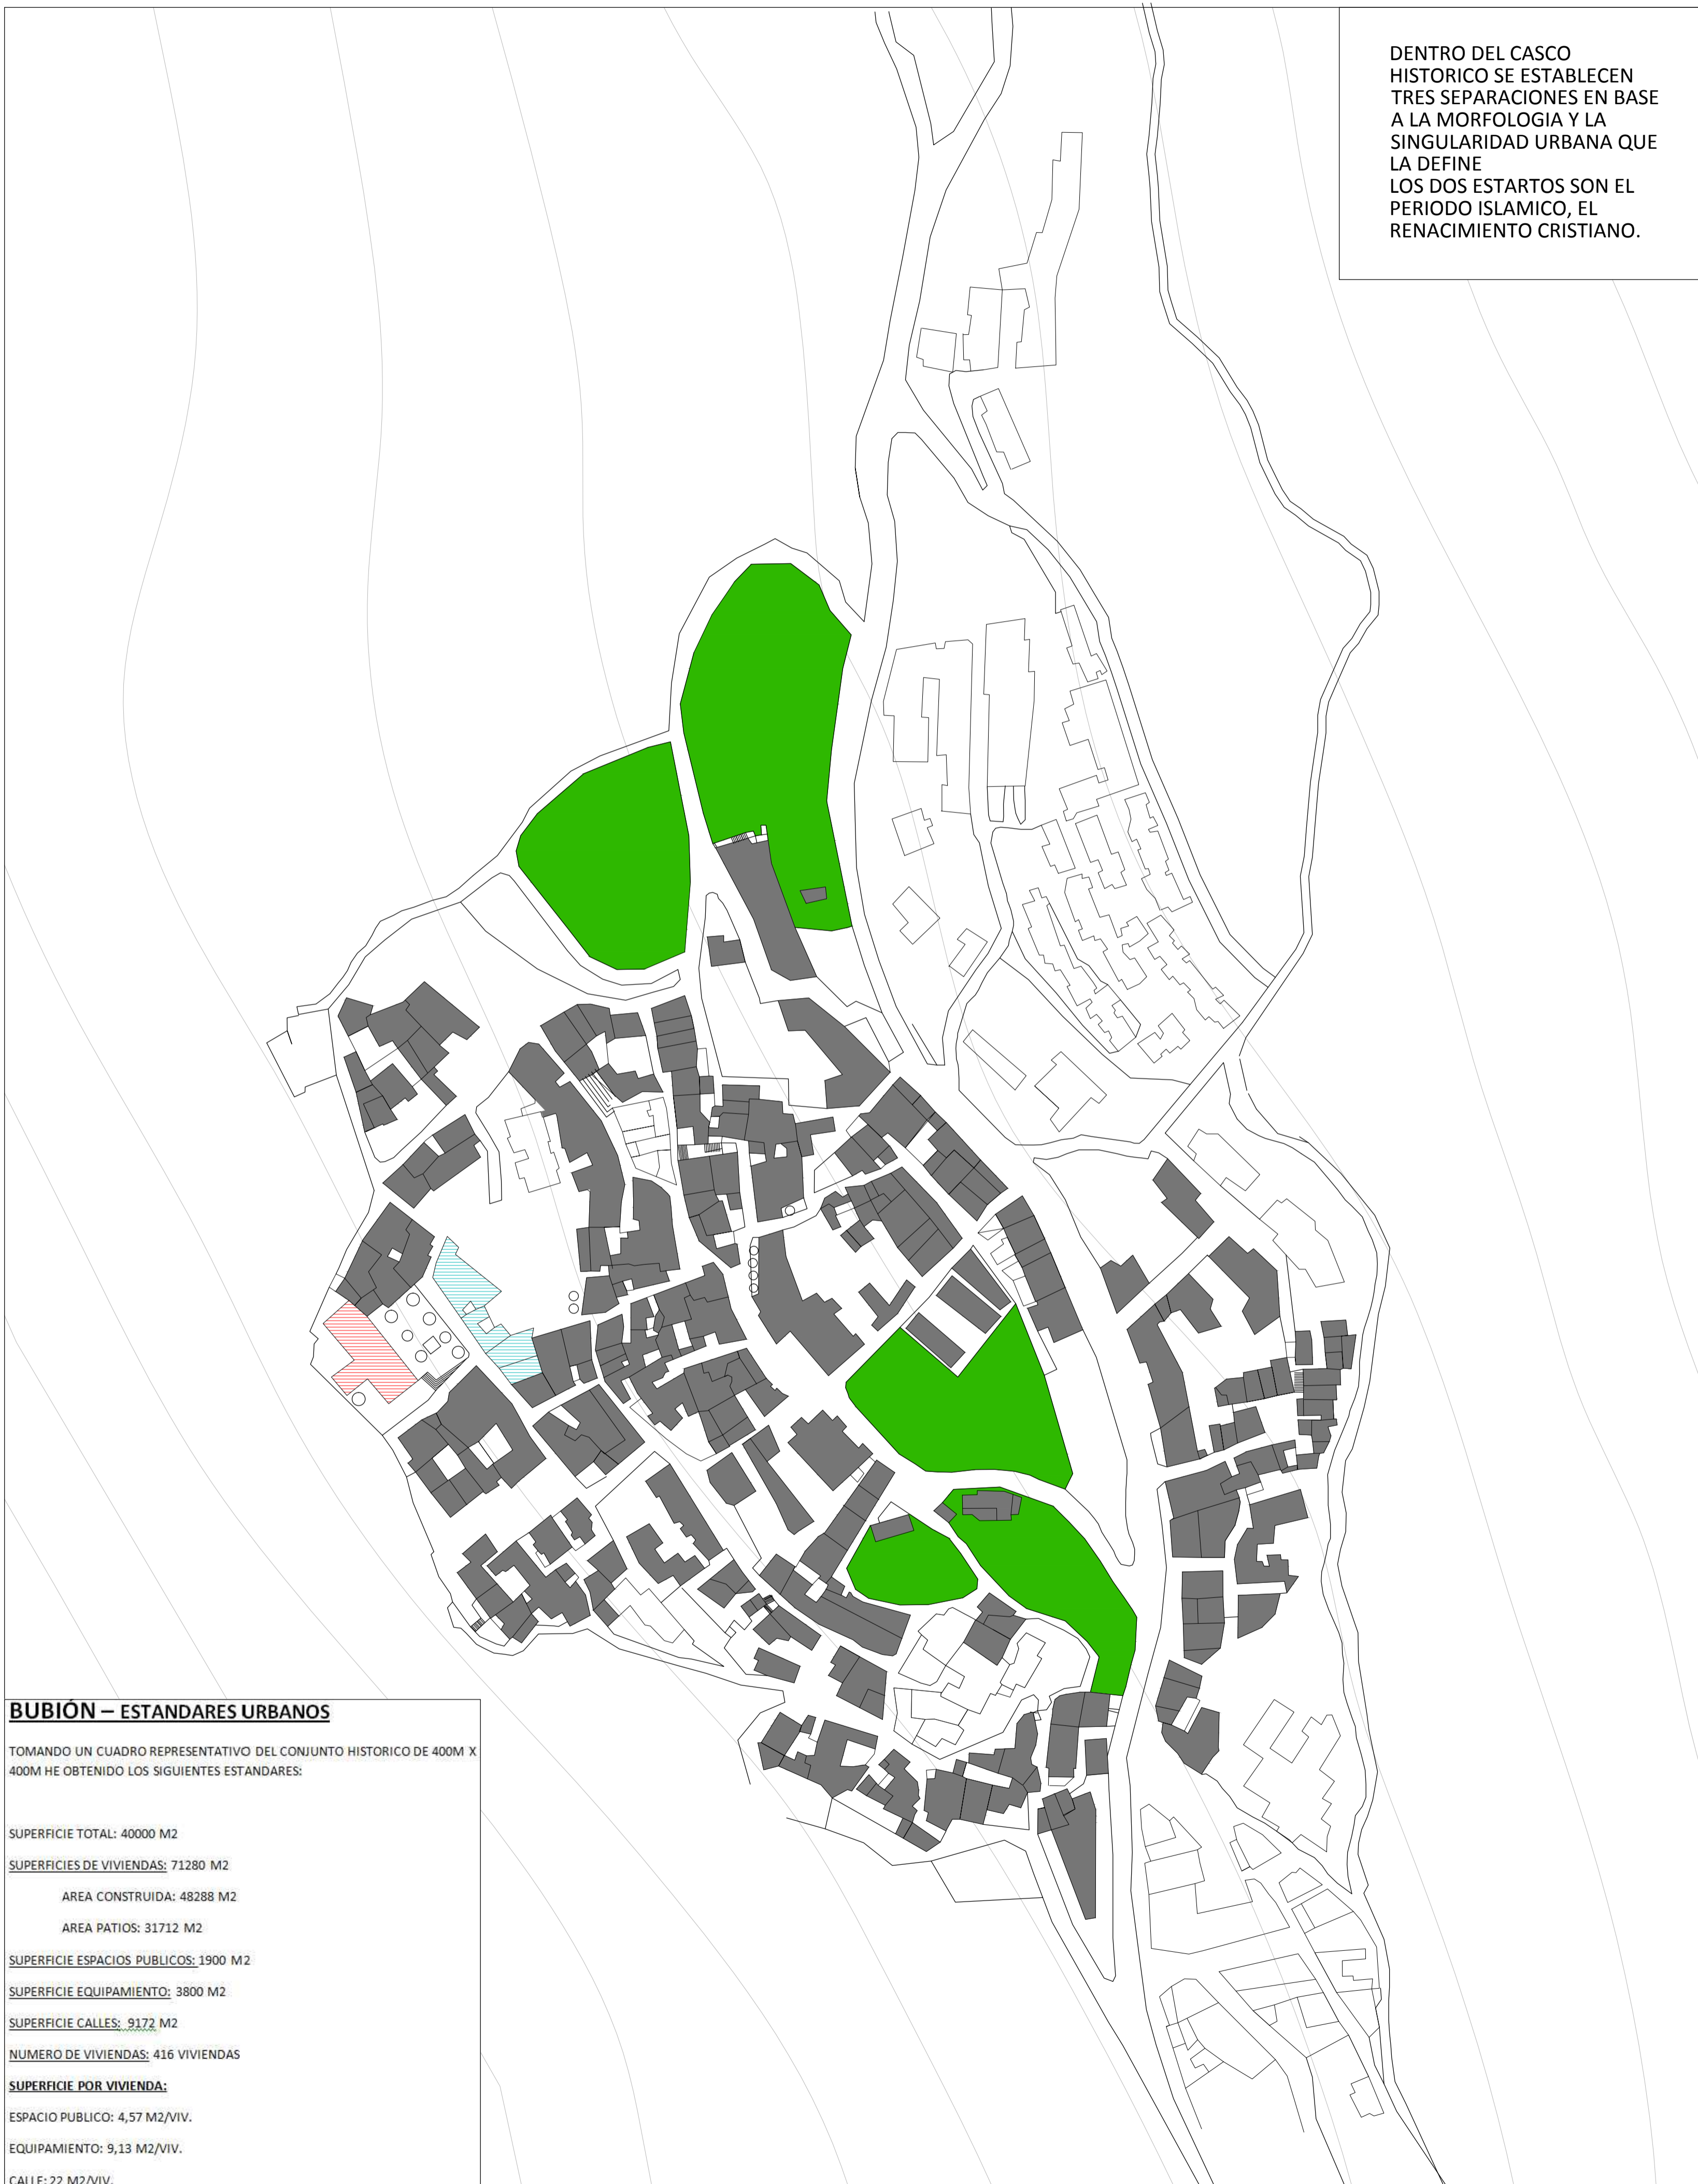 DENTRO DEL CASCO
HISTORICO SE ESTABLECEN
TRES SEPARACIONES EN BASE
A LA MORFOLOGIA Y LA
SINGULARIDAD URBANA QUE
LA DEFINE
LOS DOS ESTARTOS SON EL
PERIODO ISLAMICO, EL
RENACIMIENTO CRISTIANO.
BUBIÓN – ESTANDARES URBANOS
TOMANDO UN CUADRO REPRESENTATIVO DEL CONJUNTO HISTORICO DE 400M X
400M HE OBTENIDO LOS SIGUIENTES ESTANDARES:
SUPERFICIE TOTAL: 40000 M2
SUPERFICIES DE VIVIENDAS: 71280 M2
AREA CONSTRUIDA: 48288 M2
AREA PATIOS: 31712 M2
SUPERFICIE ESPACIOS PUBLICOS: 1900 M2
SUPERFICIE EQUIPAMIENTO: 3800 M2
SUPERFICIE CALLES: 9172 M2
NUMERO DE VIVIENDAS: 416 VIVIENDAS
SUPERFICIE POR VIVIENDA:
ESPACIO PUBLICO: 4,57 M2/VIV.
EQUIPAMIENTO: 9,13 M2/VIV.
CALLE: 22 M2/VIV.